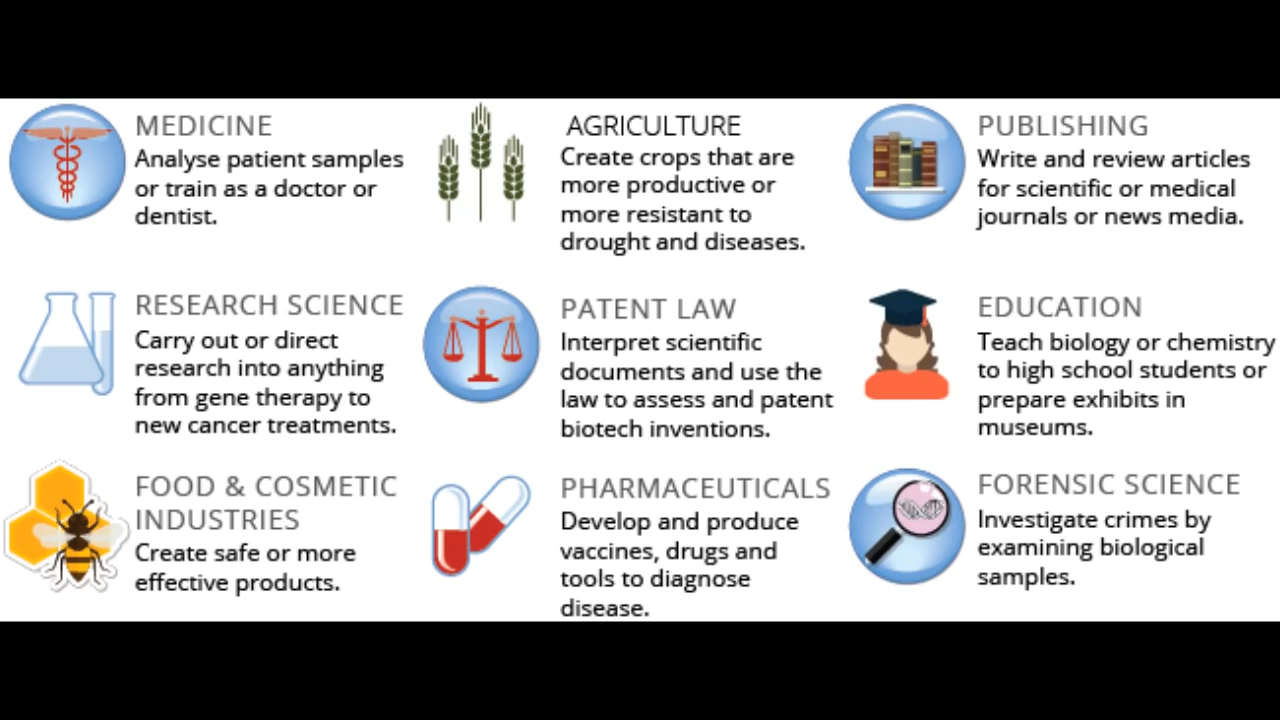 MEDICINE
Analyse patient samples
or train as a doctor or
dentist.
AGRICULTURE
Create crops that are
more productive or
more resistant to
drought and diseases.
PUBLISHING
Write and review articles
for scientific or medical
journals or news media.
RESEARCH SCIENCE
Carry out or direct
research into anything
from gene therapy to
new cancer treatments.
PATENT LAW
Interpret scientific
documents and use the
law to assess and patent
biotech inventions.
EDUCATION
Teach biology or chemistry
to high school students or
prepare exhibits in
museums.
FOOD & COSMETIC
INDUSTRIES
Create safe or more
effective products.
PHARMACEUTICALS
Develop and produce
vaccines, drugs and
tools to diagnose
disease.
FORENSIC SCIENCE
Investigate crimes by
examining biological
samples.